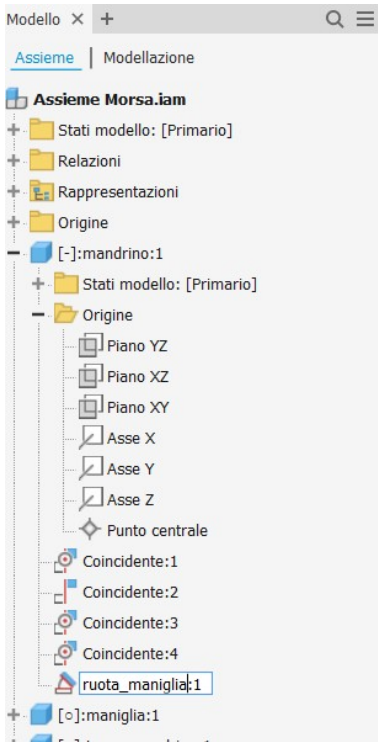 Modello × +
Assieme | Modellazione
Assieme Morsa.iam
Stati modello: [Primario]
Relazioni
Rappresentazioni
Origine
[-]:mandrino:1
Stati modello: [Primario]
Origine
Piano YZ
Piano XZ
Piano XY
Asse X
Asse Y
Asse Z
Punto centrale
Coincidente:1
Coincidente:2
Coincidente:3
Coincidente:4
ruota_maniglia:1
[○]:maniglia:1